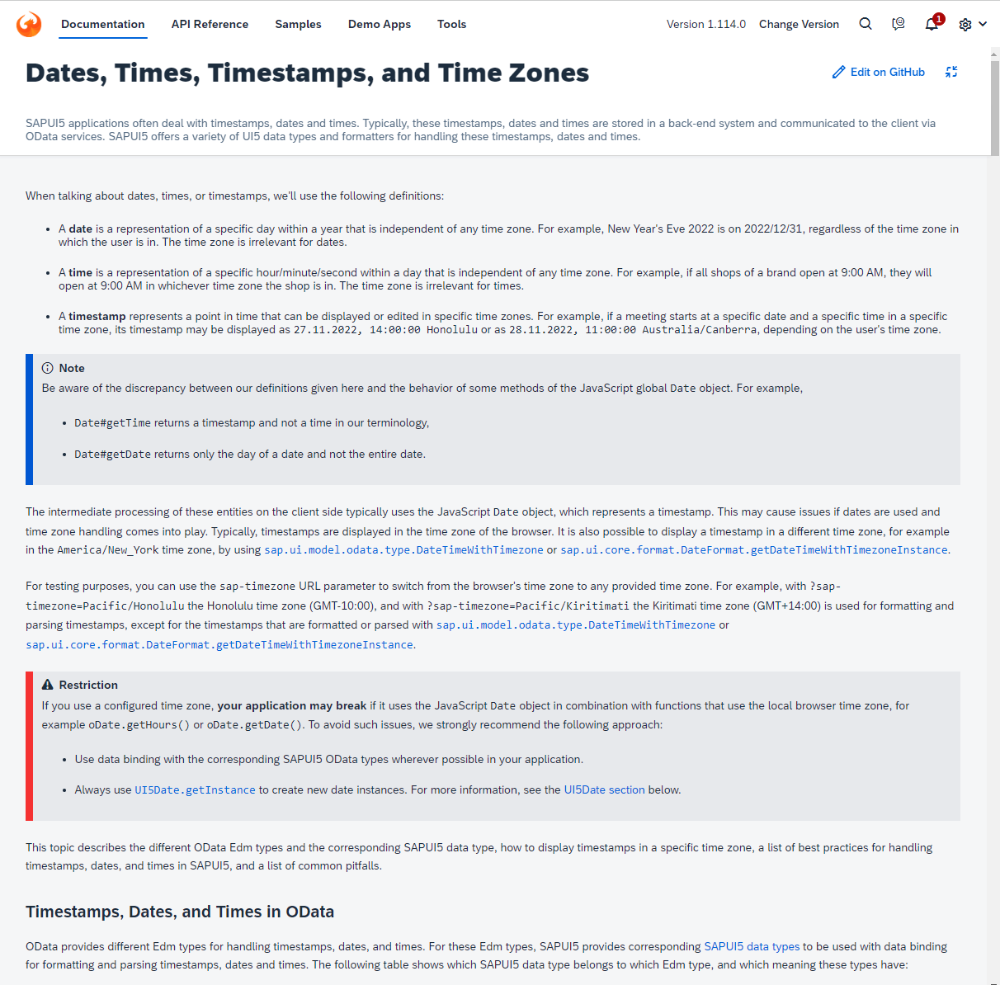 Documentation API Reference Samples Demo Apps Tools Version 1.114.0 Change Version 1
Dates, Times, Timestamps, and Time Zones
Edit on GitHub
SAPUI5 applications often deal with timestamps, dates and times. Typically, these timestamps, dates and times are stored in a back-end system and communicated to the client via
OData services. SAPUI5 offers a variety of UI5 data types and formatters for handling these timestamps, dates and times.
When talking about dates, times, or timestamps, we'll use the following definitions:
• A date is a representation of a specific day within a year that is independent of any time zone. For example, New Year's Eve 2022 is on 2022/12/31, regardless of the time zone in
which the user is in. The time zone is irrelevant for dates.
• A time is a representation of a specific hour/minute/second within a day that is independent of any time zone. For example, if all shops of a brand open at 9:00 AM, they will
open at 9:00 AM in whichever time zone the shop is in. The time zone is irrelevant for times.
• A timestamp represents a point in time that can be displayed or edited in specific time zones. For example, if a meeting starts at a specific date and a specific time in a specific
time zone, its timestamp may be displayed as 27.11.2022, 14:00:00 Honolulu or as 28.11.2022, 11:00:00 Australia/Canberra, depending on the user's time zone.
Note
Be aware of the discrepancy between our definitions given here and the behavior of some methods of the JavaScript global Date object. For example,
• Date#getTime returns a timestamp and not a time in our terminology,
• Date#getDate returns only the day of a date and not the entire date.
The intermediate processing of these entities on the client side typically uses the JavaScript Date object, which represents a timestamp. This may cause issues if dates are used and
time zone handling comes into play. Typically, timestamps are displayed in the time zone of the browser. It is also possible to display a timestamp in a different time zone, for example
in the America/New_York time zone, by using sap.ui.model.odata.type.DateTimeWithTimezone or sap.ui.core.format.DateFormat.getDateTimeWithTimezoneInstance.
For testing purposes, you can use the sap-timezone URL parameter to switch from the browser's time zone to any provided time zone. For example, with ?sap-
timezone=Pacific/Honolulu the Honolulu time zone (GMT-10:00), and with ?sap-timezone=Pacific/Kiritimati the Kiritimati time zone (GMT+14:00) is used for formatting and
parsing timestamps, except for the timestamps that are formatted or parsed with sap.ui.model.odata.type.DateTimeWithTimezone or
sap.ui.core.format.DateFormat.getDateTimeWithTimezoneInstance.
Restriction
If you use a configured time zone, your application may break if it uses the JavaScript Date object in combination with functions that use the local browser time zone, for
example oDate.getHours() or oDate.getDate(). To avoid such issues, we strongly recommend the following approach:
• Use data binding with the corresponding SAPUI5 OData types wherever possible in your application.
• Always use UI5Date.getInstance to create new date instances. For more information, see the UI5Date section below.
This topic describes the different OData Edm types and the corresponding SAPUI5 data type, how to display timestamps in a specific time zone, a list of best practices for handling
timestamps, dates, and times in SAPUI5, and a list of common pitfalls.
Timestamps, Dates, and Times in OData
OData provides different Edm types for handling timestamps, dates, and times. For these Edm types, SAPUI5 provides corresponding SAPUI5 data types to be used with data binding
for formatting and parsing timestamps, dates and times. The following table shows which SAPUI5 data type belongs to which Edm type, and which meaning these types have: